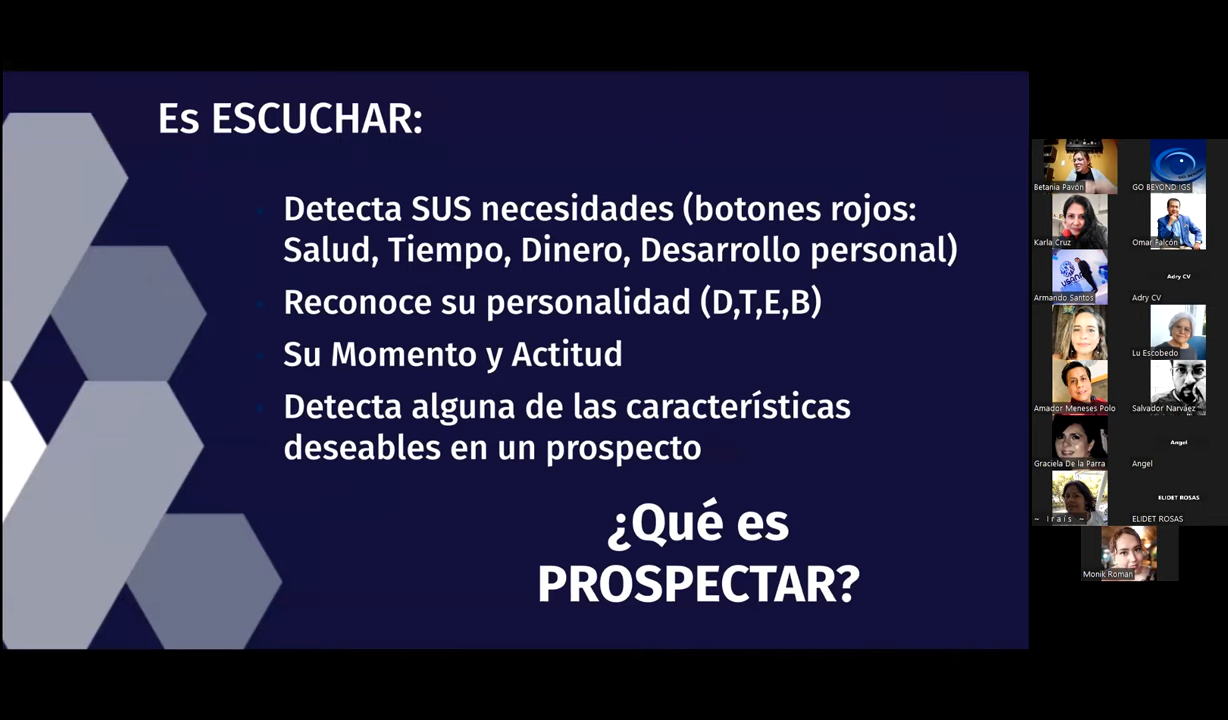 Es ESCUCHAR:
Detecta SUS necesidades (botones rojos:
Salud, Tiempo, Dinero, Desarrollo personal)
Reconoce su personalidad (D,T,E,B)
Su Momento y Actitud
Detecta alguna de las características
deseables en un prospecto
¿Qué es
PROSPECTAR?
Betania Pavón
GO BEYOND IGS
Karla Cruz
Omar Falcón
USANA
Armando Santos
Adry CV
Adry CV
Lu Escobedo
Amador Meneses Polo
Salvador Narváez
Graciela De la Parra
Angel
Angel
~ I r a í s ~
ELIDET ROSAS
ELIDET ROSAS
Monik Roman